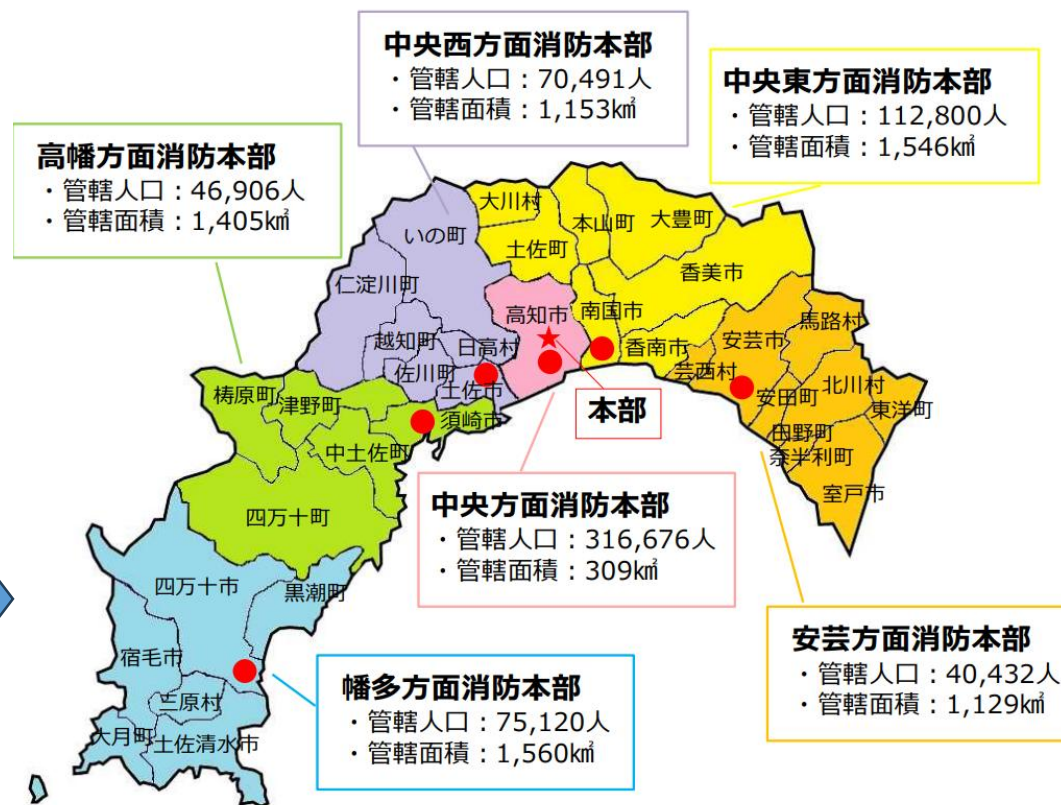 中央西方面消防本部
・管轄人口：70,491人
・管轄面積：1,153㎢
中央東方面消防本部
・管轄人口：112,800人
・管轄面積：1,546㎢
高幡方面消防本部
・管轄人口：46,906人
・管轄面積：1,405㎢
大川村
本山町
大豊町
いの町
土佐町
香美市
仁淀川町
高知市
南国市
馬路村
越知町
日高村
香南市
安芸市
佐川町
土佐市
芸西村
北川村
梼原町
津野町
須崎市
本部
安田町
東洋町
中土佐町
田野町
奈半利町
室戸市
四万十町
中央方面消防本部
・管轄人口：316,676人
・管轄面積：309㎢
四万十市
黒潮町
宿毛市
三原村
大月町
土佐清水市
幡多方面消防本部
・管轄人口：75,120人
・管轄面積：1,560㎢
安芸方面消防本部
・管轄人口：40,432人
・管轄面積：1,129㎢